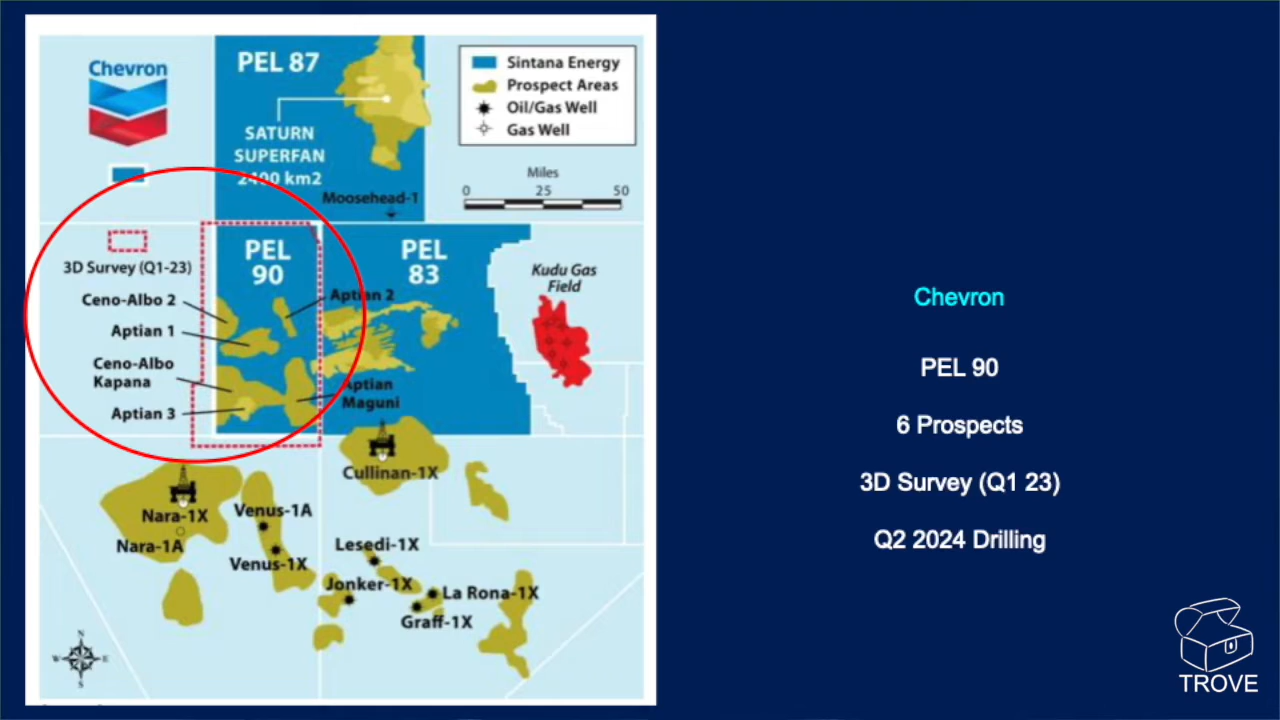 Chevron
PEL 87
SATURN
SUPERFAN
2400 km2
Moosehead-1
Sintana Energy
Prospect Areas
Oil/Gas Well
Gas Well
Miles
0 25 50
3D Survey (Q1-23)
PEL
90
PEL
83
Kudu Gas
Field
Ceno-Albo 2
Aptian 2
Aptian 1
Ceno-Albo
Kapana
Aptian
Maguni
Aptian 3
Cullinan-1X
Nara-1X
Nara-1A
Venus-1A
Venus-1X
Lesedi-1X
Jonker-1X
La Rona-1X
Graff-1X
N
W E
S
Chevron
PEL 90
6 Prospects
3D Survey (Q1 23)
Q2 2024 Drilling
TROVE